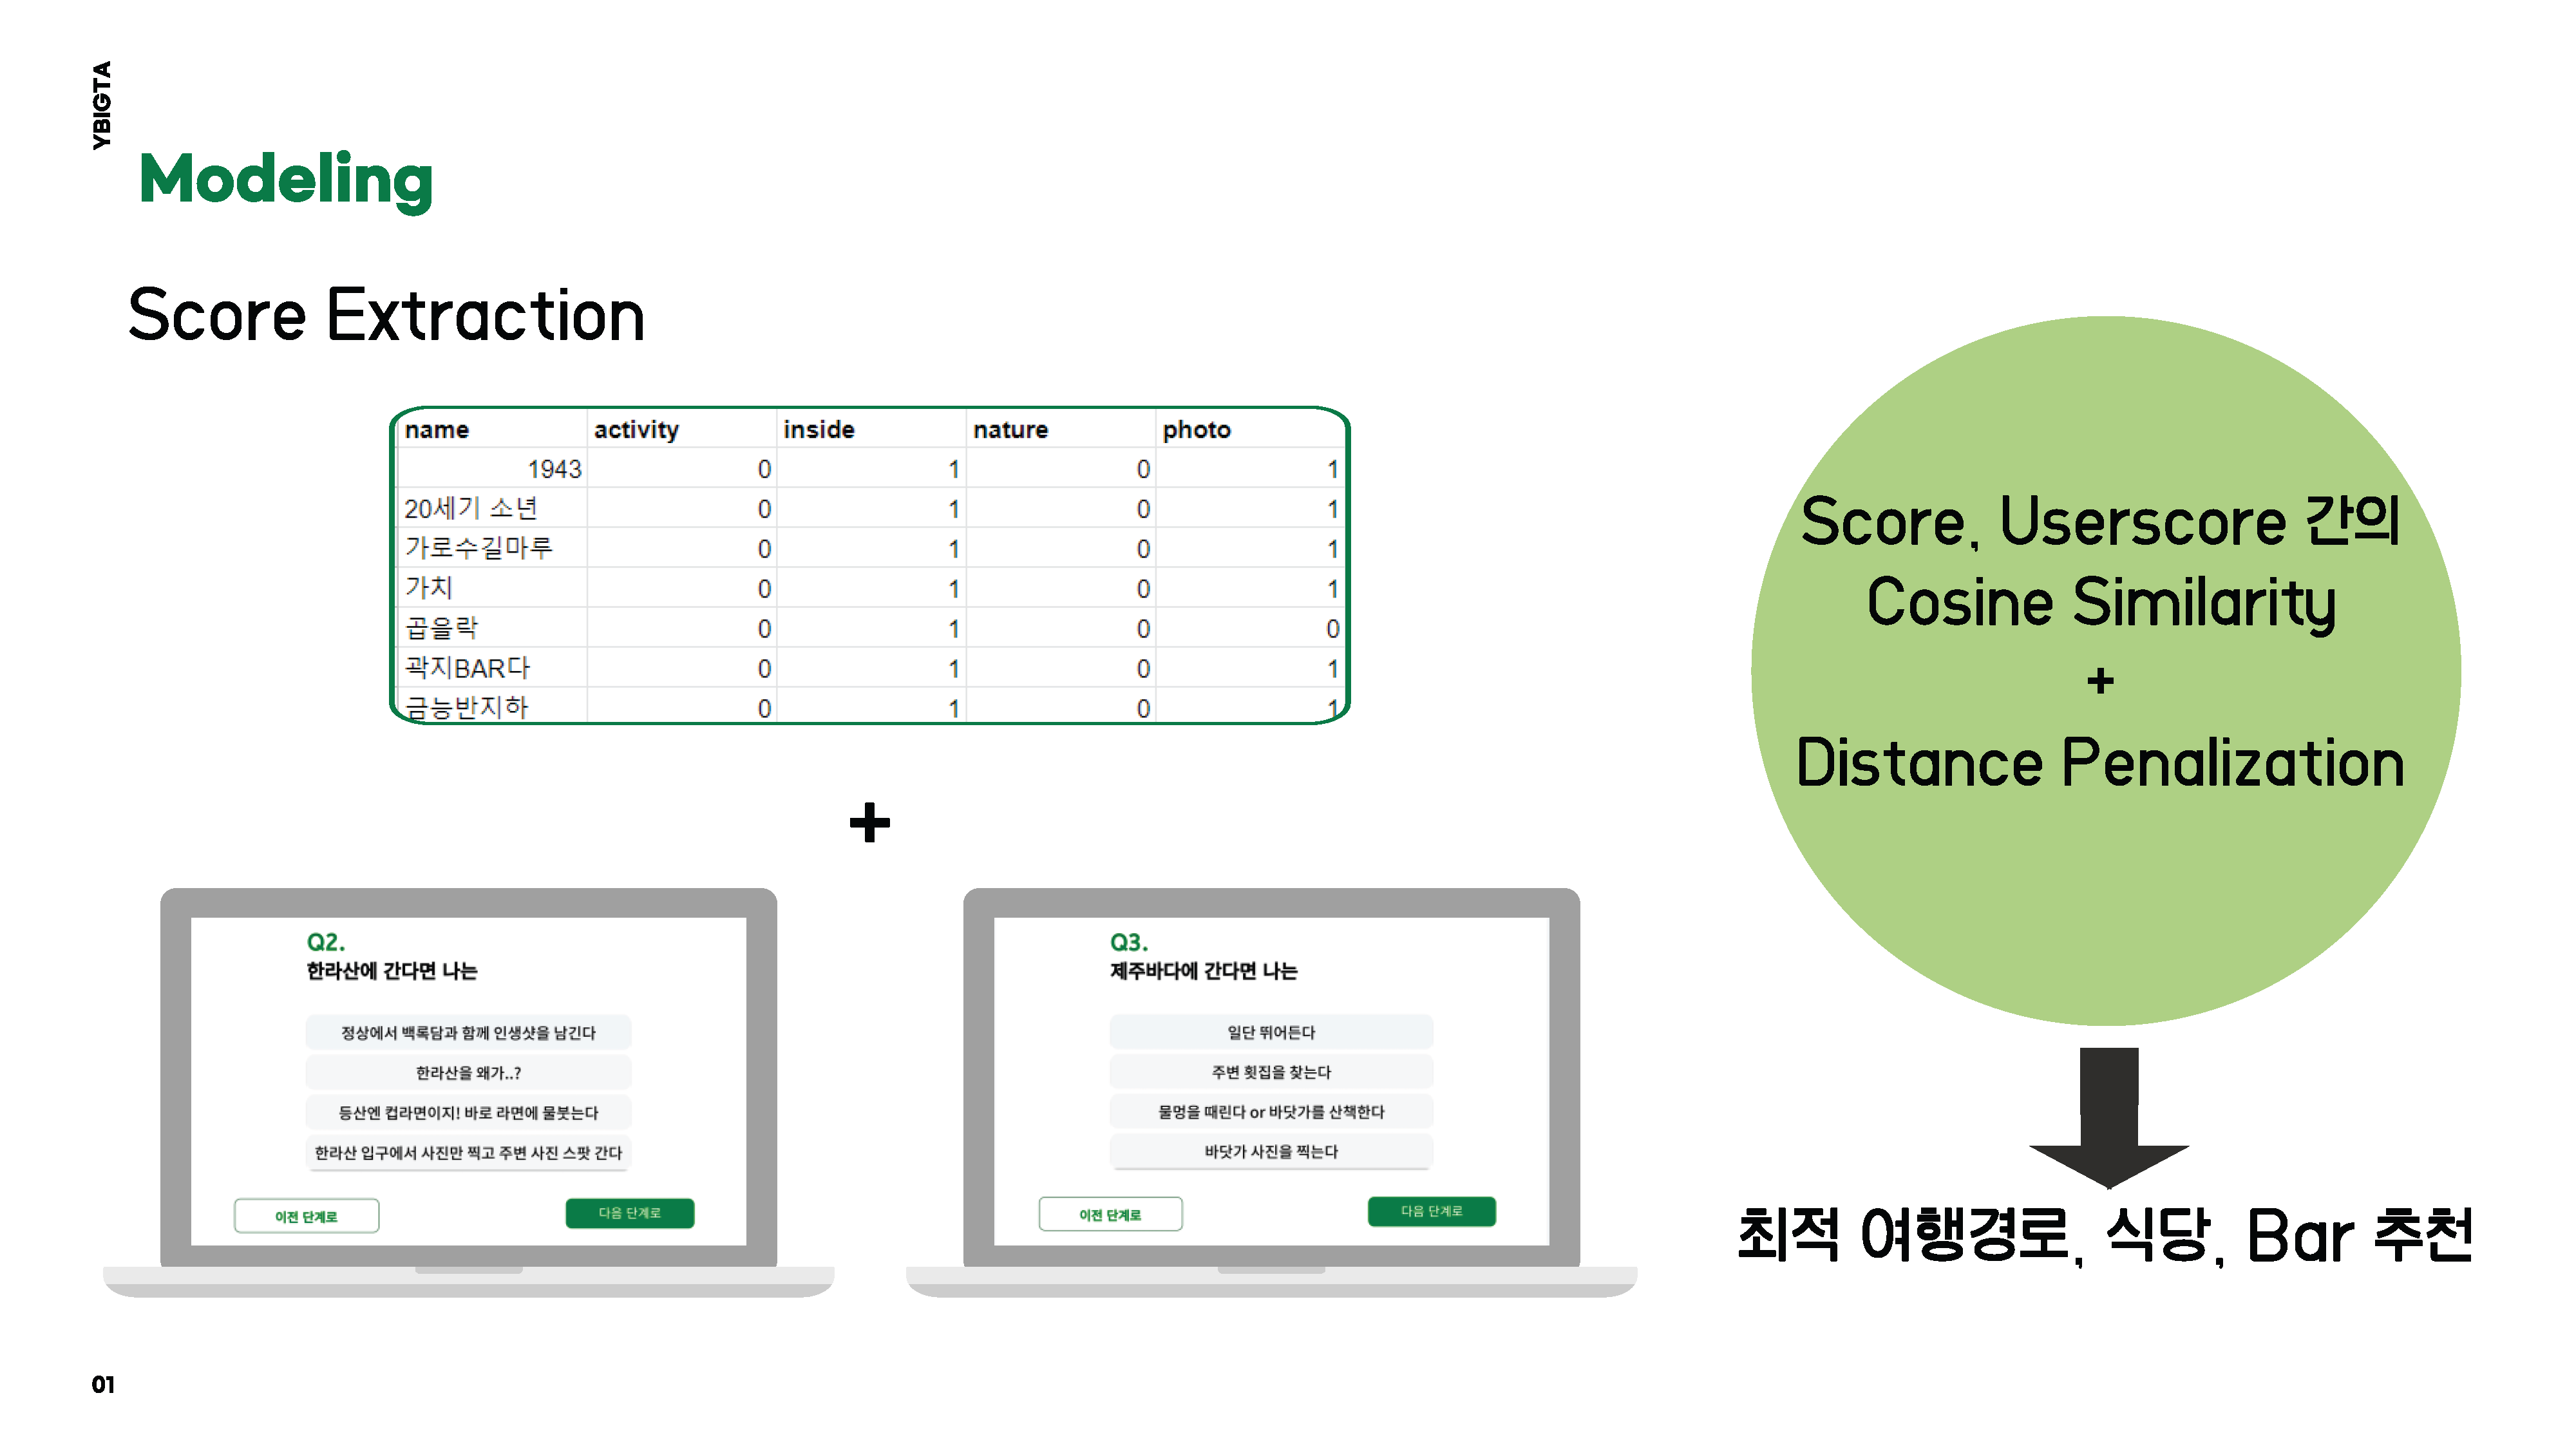 YBIGTA
Modeling
Score Extraction
name activity inside nature photo
1943 0 1 0 1
20세기 소년 0 1 0 1
가로수길마루 0 1 0 1
가치 0 1 0 1
곱을락 0 1 0 0
곽지BAR다 0 1 0 1
금능반지하 0 1 0 1
+
Q2.
한라산에 간다면 나는
정상에서 백록담과 함께 인생샷을 남긴다
한라산을 왜가..?
등산엔 컵라면이지! 바로 라면에 물붓는다
한라산 입구에서 사진만 찍고 주변 사진 스팟 간다
이전 단계로
다음 단계로
Q3.
제주바다에 간다면 나는
일단 뛰어든다
주변 횟집을 찾는다
물멍을 때린다 or 바닷가를 산책한다
바닷가 사진을 찍는다
이전 단계로
다음 단계로
Score, Userscore 간의
Cosine Similarity
+
Distance Penalization
최적 여행경로, 식당, Bar 추천
01